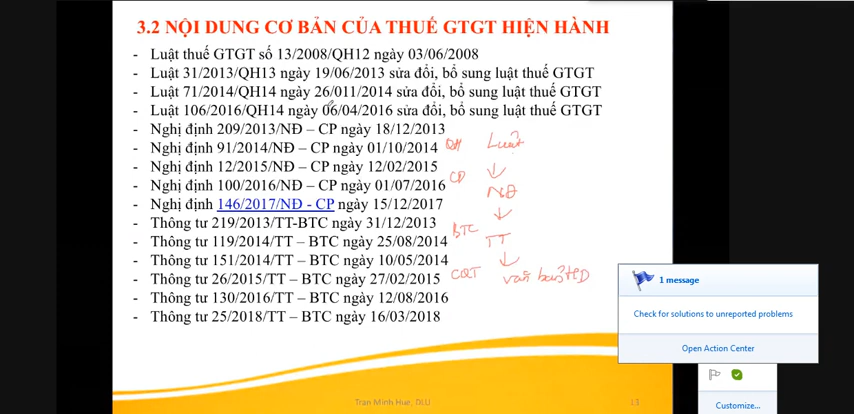 3.2 NỘI DUNG CƠ BẢN CỦA THUẾ GTGT HIỆN HÀNH
- Luật thuế GTGT số 13/2008/QH12 ngày 03/06/2008
- Luật 31/2013/QH13 ngày 19/06/2013 sửa đổi, bổ sung luật thuế GTGT
- Luật 71/2014/QH14 ngày 26/011/2014 sửa đổi, bổ sung luật thuế GTGT
- Luật 106/2016/QH14 ngày 06/04/2016 sửa đổi, bổ sung luật thuế GTGT
- Nghị định 209/2013/NĐ – CP ngày 18/12/2013
- Nghị định 91/2014/NĐ – CP ngày 01/10/2014
- Nghị định 12/2015/NĐ – CP ngày 12/02/2015
- Nghị định 100/2016/NĐ – CP ngày 01/07/2016
- Nghị định 146/2017/NĐ - CP ngày 15/12/2017
- Thông tư 219/2013/TT-BTC ngày 31/12/2013
- Thông tư 119/2014/TT – BTC ngày 25/08/2014
- Thông tư 151/2014/TT – BTC ngày 10/05/2014
- Thông tư 26/2015/TT – BTC ngày 27/02/2015
- Thông tư 130/2016/TT – BTC ngày 12/08/2016
- Thông tư 25/2018/TT – BTC ngày 16/03/2018
QH Luật
CP NĐ
BTC TT
CQT văn bản HD
1 message
Check for solutions to unreported problems
Open Action Center
Customize...
Tran Minh Hue, DLU
13